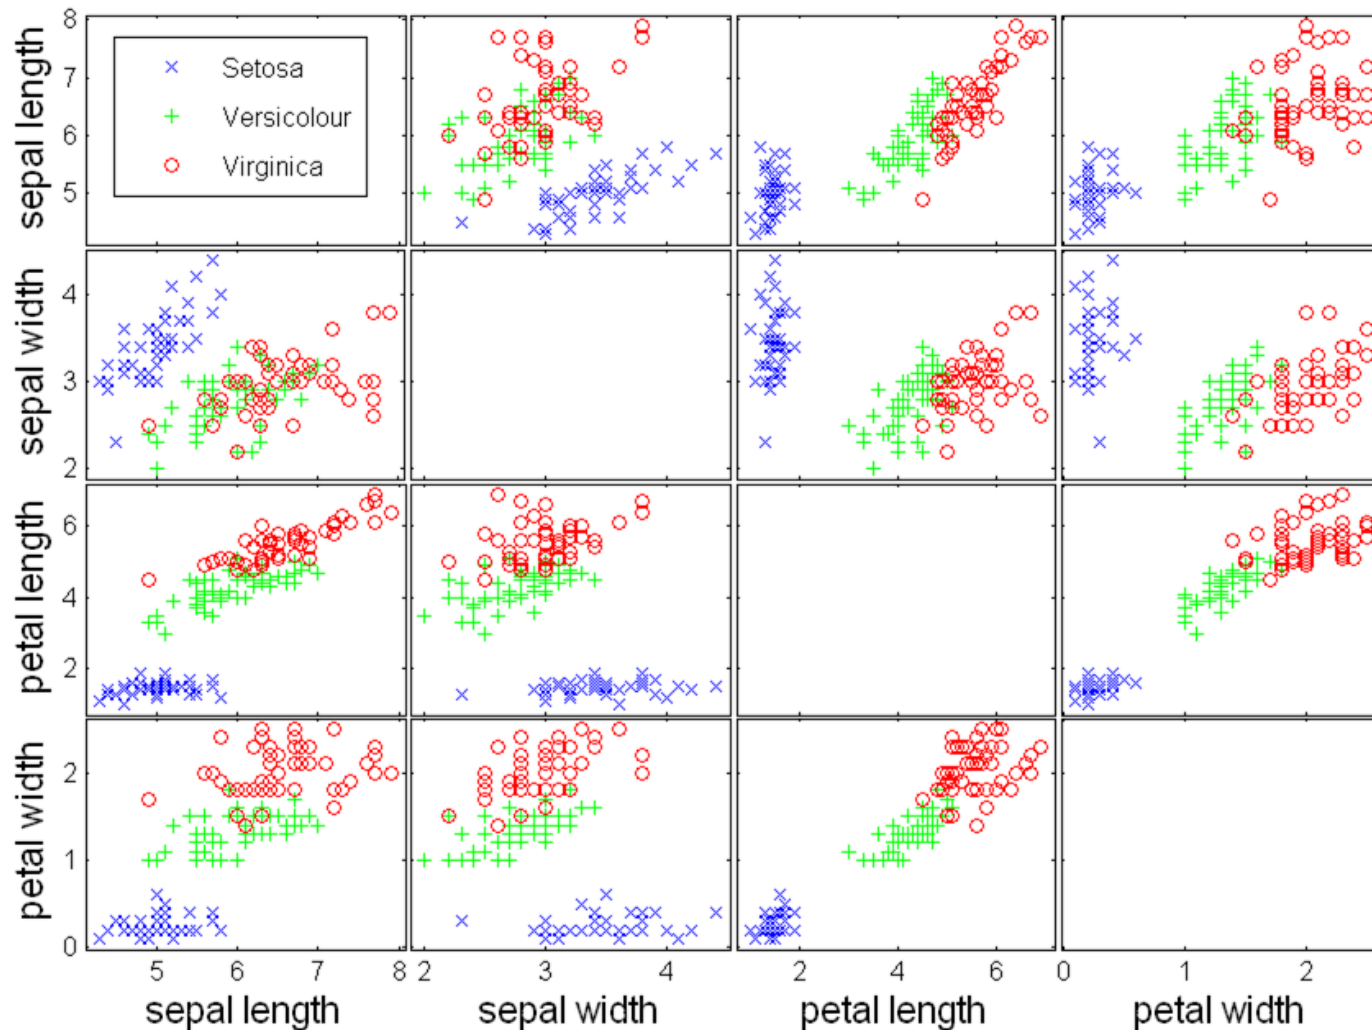 sepal length
8
7
6
5
Setosa
Versicolour
Virginica
sepal width
4
3
2
petal length
6
4
2
petal width
2
1
0
5 6 7 8 2 3 4 2 4 6 0 1 2
sepal length sepal width petal length petal width